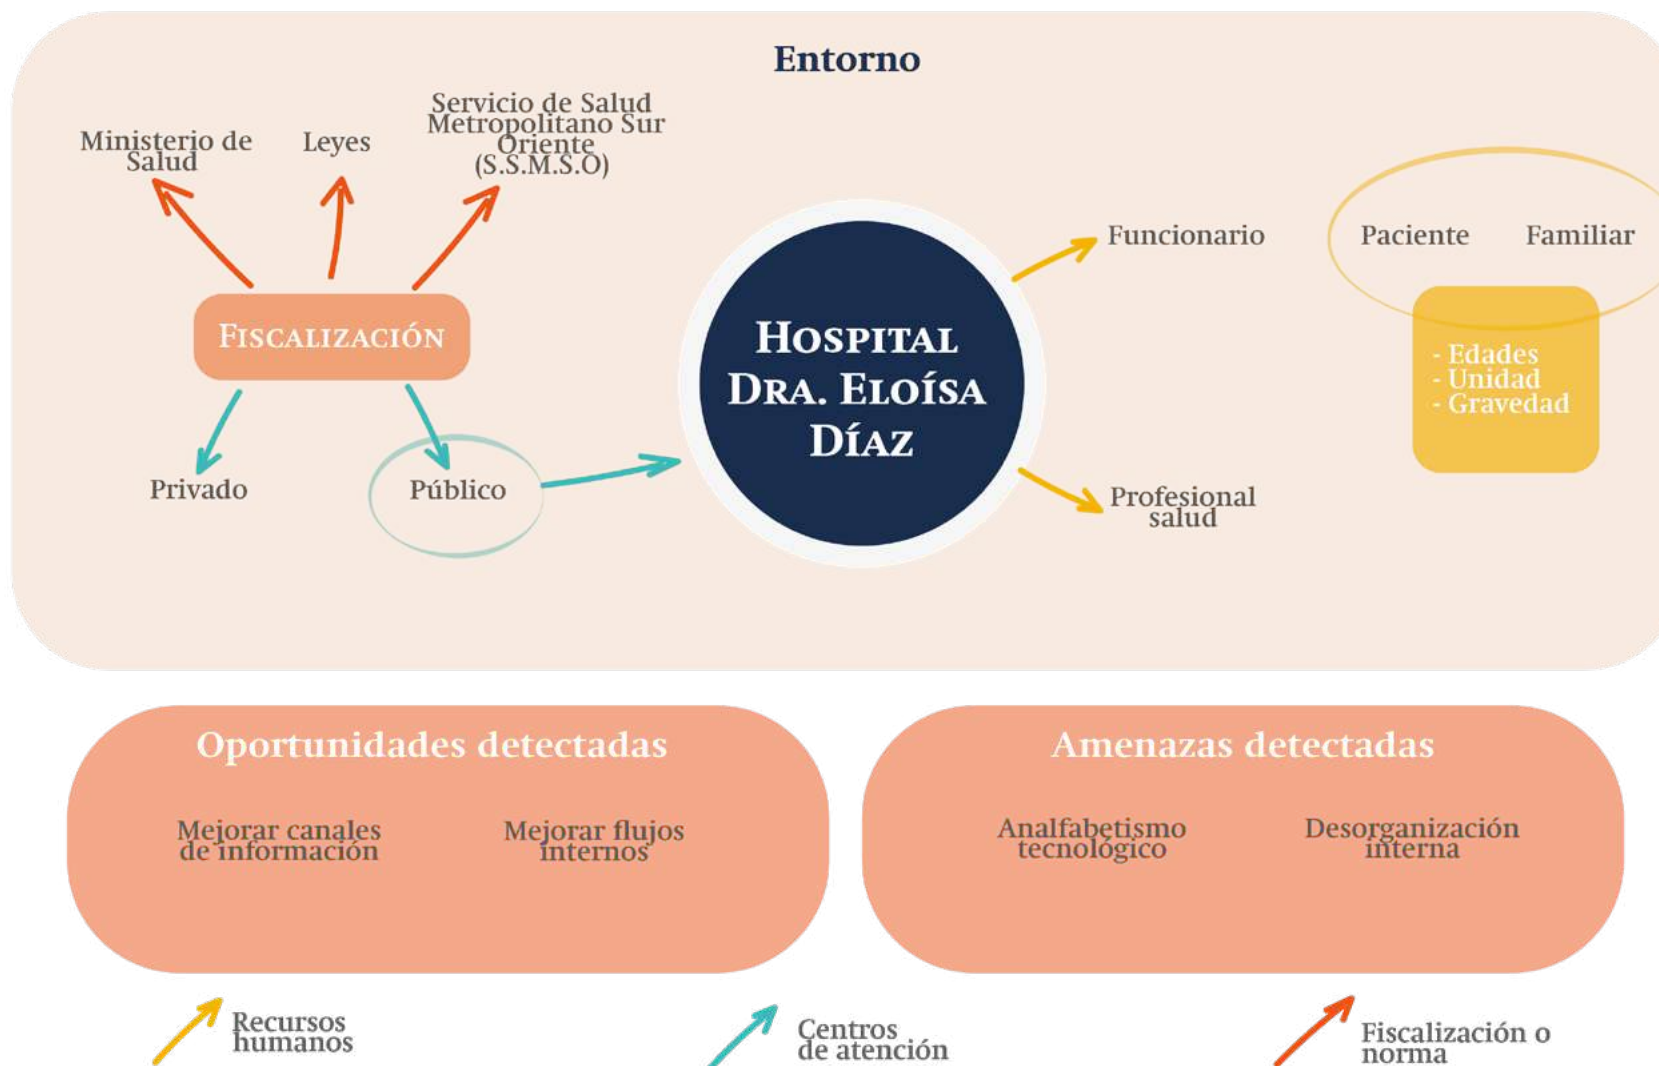 Entorno
Ministerio de
Salud
Leyes
Servicio de Salud
Metropolitano Sur
Oriente
(S.S.M.S.O)
FISCALIZACIÓN
Privado
Público
HOSPITAL
DRA. ELOÍSA
DÍAZ
Funcionario
Profesional
salud
Paciente
Familiar
- Edades
- Unidad
- Gravedad
Oportunidades detectadas
Mejorar canales
de información
Mejorar flujos
internos
Amenazas detectadas
Analfabetismo
tecnológico
Desorganización
interna
Recursos
humanos
Centros
de atención
Fiscalización o
norma